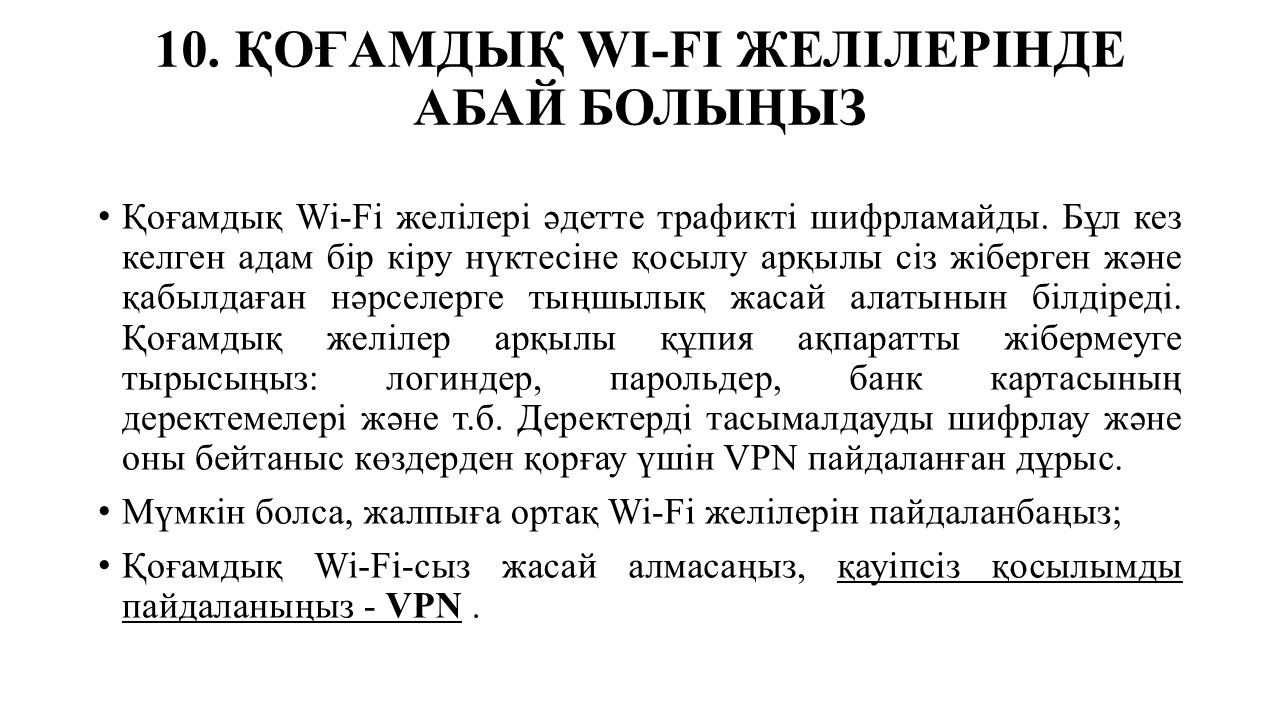 10. ҚОҒАМДЫҚ WI-FI ЖЕЛІЛЕРІНДЕ
АБАЙ БОЛЫҢЫЗ
• Қоғамдық Wi-Fi желілері әдетте трафикті шифрламайды. Бұл кез
келген адам бір кіру нүктесіне қосылу арқылы сіз жіберген және
қабылдаған нәрселерге тыңшылық жасай алатынын білдіреді.
Қоғамдық желілер арқылы құпия ақпаратты жібермеуге
тырысыңыз: логиндер, парольдер, банк картасының
деректемелері және т.б. Деректерді тасымалдауды шифрлау және
оны бейтаныс көздерден қорғау үшін VPN пайдаланған дұрыс.
• Мүмкін болса, жалпыға ортақ Wi-Fi желілерін пайдаланбаңыз;
• Қоғамдық Wi-Fi-сыз жасай алмасаңыз, қауіпсіз қосылымды
пайдаланыңыз - VPN .